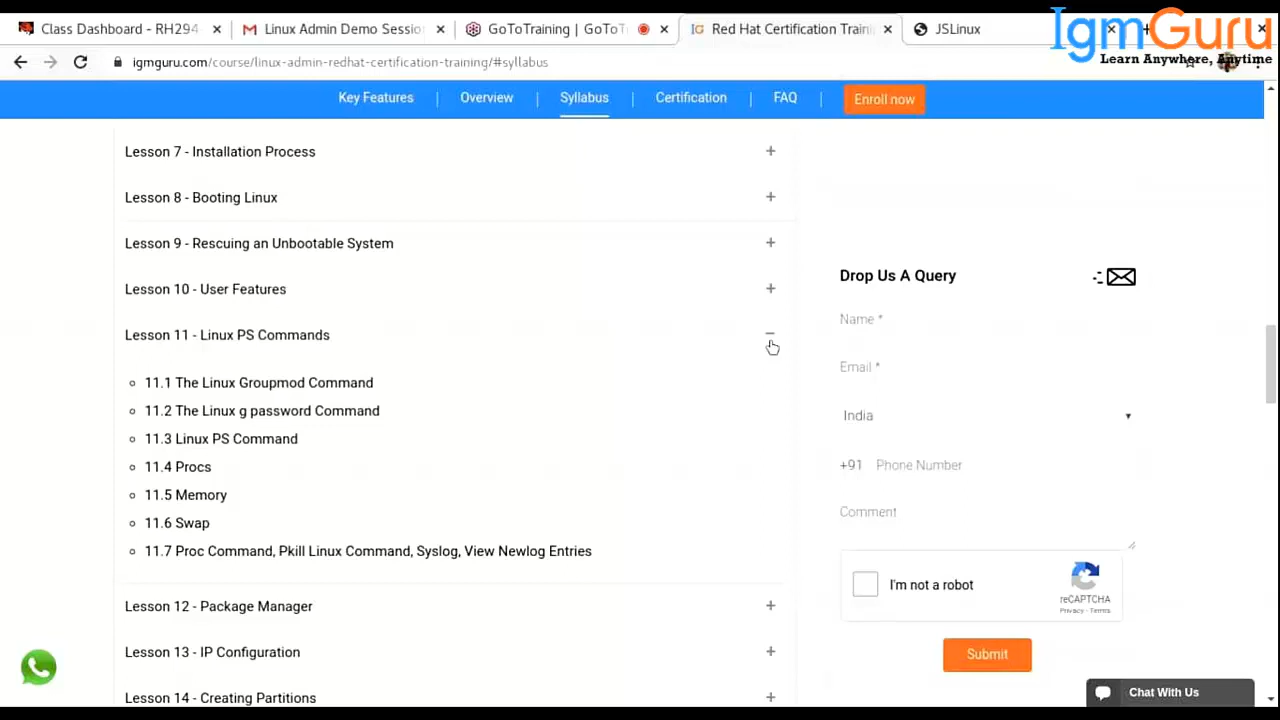 Class Dashboard - RH294
Linux Admin Demo Sessio
GoToTraining | GoTo
Red Hat Certification Traini
JSLinux
IgmGuru
Learn Anywhere, Anytime
igmguru.com/course/linux-admin-redhat-certification-training/#syllabus
Key Features
Overview
Syllabus
Certification
FAQ
Enroll now
Lesson 7 - Installation Process
Lesson 8 - Booting Linux
Lesson 9 - Rescuing an Unbootable System
Lesson 10 - User Features
Lesson 11 - Linux PS Commands
11.1 The Linux Groupmod Command
11.2 The Linux g password Command
11.3 Linux PS Command
11.4 Procs
11.5 Memory
11.6 Swap
11.7 Proc Command, Pkill Linux Command, Syslog, View Newlog Entries
Lesson 12 - Package Manager
Lesson 13 - IP Configuration
Lesson 14 - Creating Partitions
Drop Us A Query
Name *
Email *
India
+91 Phone Number
Comment
I'm not a robot
reCAPTCHA
Privacy - Terms
Submit
Chat With Us